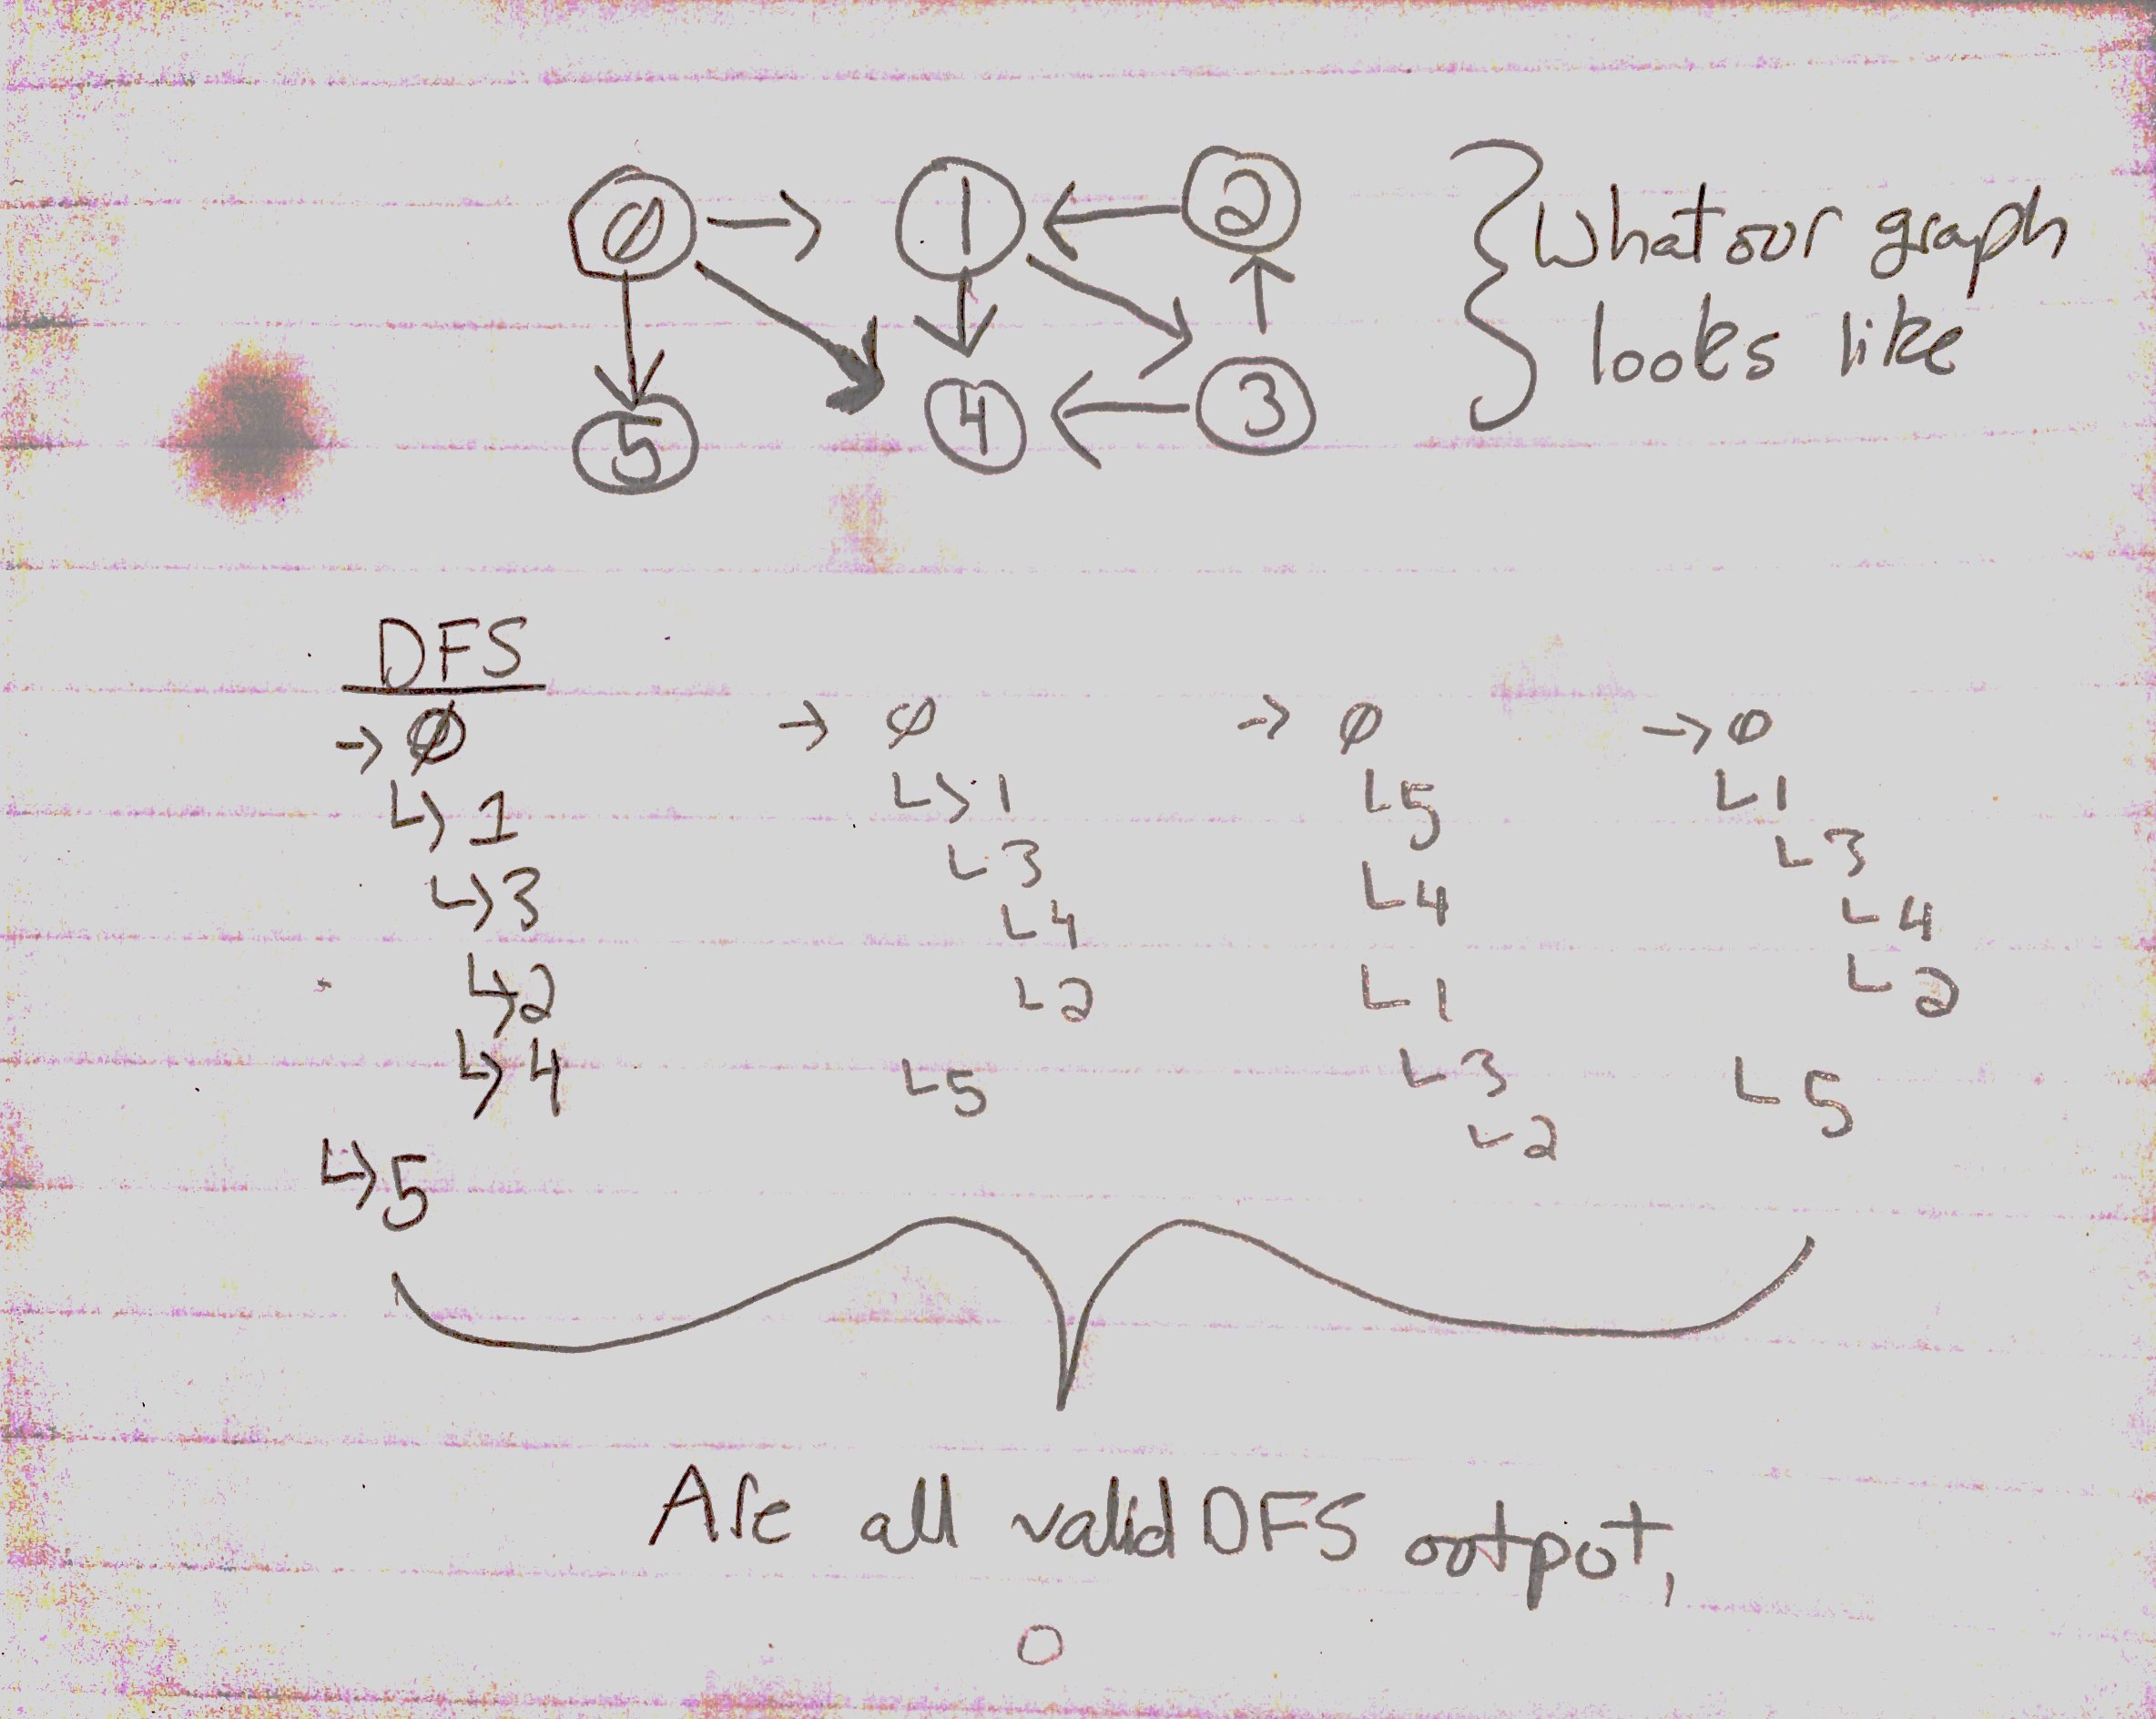 0 → 1 ← 2
5 4 ← 3
What our graph
looks like
DFS
→ Ø → Ø → Ø → Ø
↳ 1 ↳ 1 └ 5 └ 1
↳ 3 └ 3 └ 4 └ 3
↳ 2 └ 4 └ 1 └ 4
↳ 4 └ 2 └ 3 └ 2
↳ 5 └ 5 └ 2 └ 5
Are all valid DFS output,